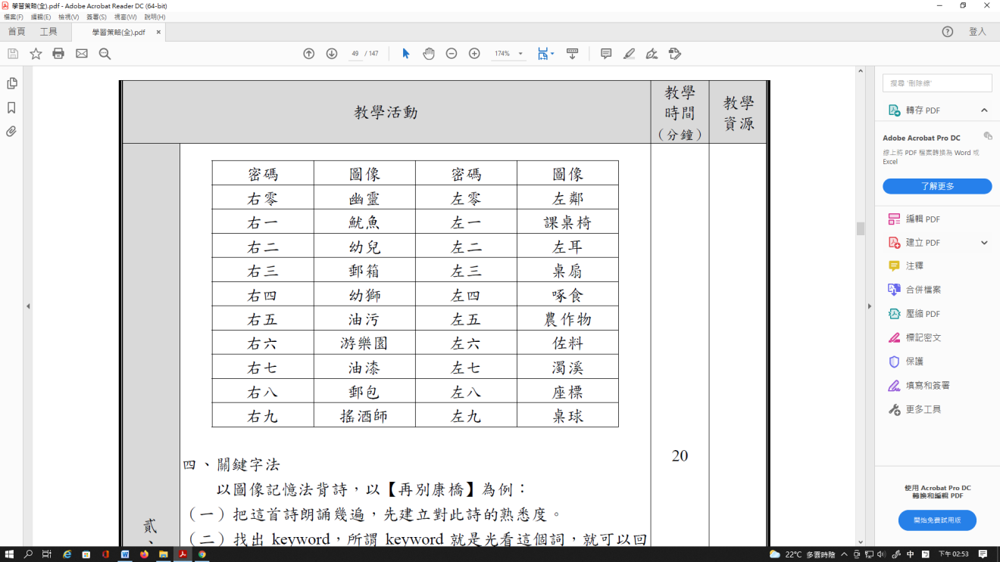 學習策略(全).pdf - Adobe Acrobat Reader DC (64-bit)
檔案(F) 編輯(E) 檢視(V) 簽署(S) 視窗(W) 說明(H)
首頁 工具 學習策略(全).pdf × 登入
49 / 147 174%
教學活動
教學
時間
（分鐘）
教學
資源
密碼 圖像 密碼 圖像
右零 幽靈 左零 左鄰
右一 魷魚 左一 課桌椅
右二 幼兒 左二 左耳
右三 郵箱 左三 桌扇
右四 幼獅 左四 啄食
右五 油污 左五 農作物
右六 游樂園 左六 佐料
右七 油漆 左七 濁溪
右八 郵包 左八 座標
右九 搖酒師 左九 桌球
20
四、關鍵字法
以圖像記憶法背詩，以【再別康橋】為例：
（一）把這首詩朗誦幾遍，先建立對此詩的熟悉度。
（二）找出 keyword，所謂 keyword 就是光看這個詞，就可以回
貳
、
搜尋 '刪除線'
轉存 PDF
Adobe Acrobat Pro DC
線上將 PDF 檔案轉換為 Word 或
Excel
了解更多
編輯 PDF
建立 PDF
注釋
合併檔案
壓縮 PDF
標記密文
保護
填寫和簽署
更多工具
使用 Acrobat Pro DC
轉換和編輯 PDF
開始免費試用版
22°C 多雲時陰 中 下午 02:53